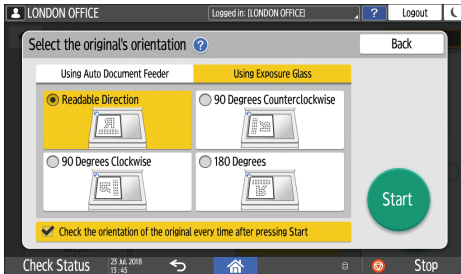 LONDON OFFICE Logged in: [LONDON OFFICE] ? Logout
Select the original's orientation ? Back
Using Auto Document Feeder Using Exposure Glass
Readable Direction 90 Degrees Counterclockwise
90 Degrees Clockwise 180 Degrees
Start
Check the orientation of the original every time after pressing Start
Check Status 23 Jul. 2018 Stop
13:45